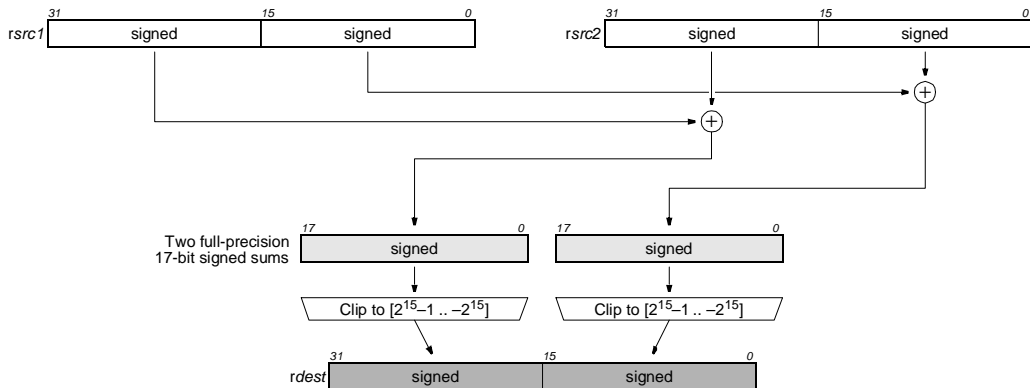 31 15 0 31 15 0
rsrc1 signed signed rsrc2 signed signed
+
+
17 0 17 0
Two full-precision
17-bit signed sums signed signed
Clip to [2^15–1 .. –2^15] Clip to [2^15–1 .. –2^15]
31 15 0
rdest signed signed